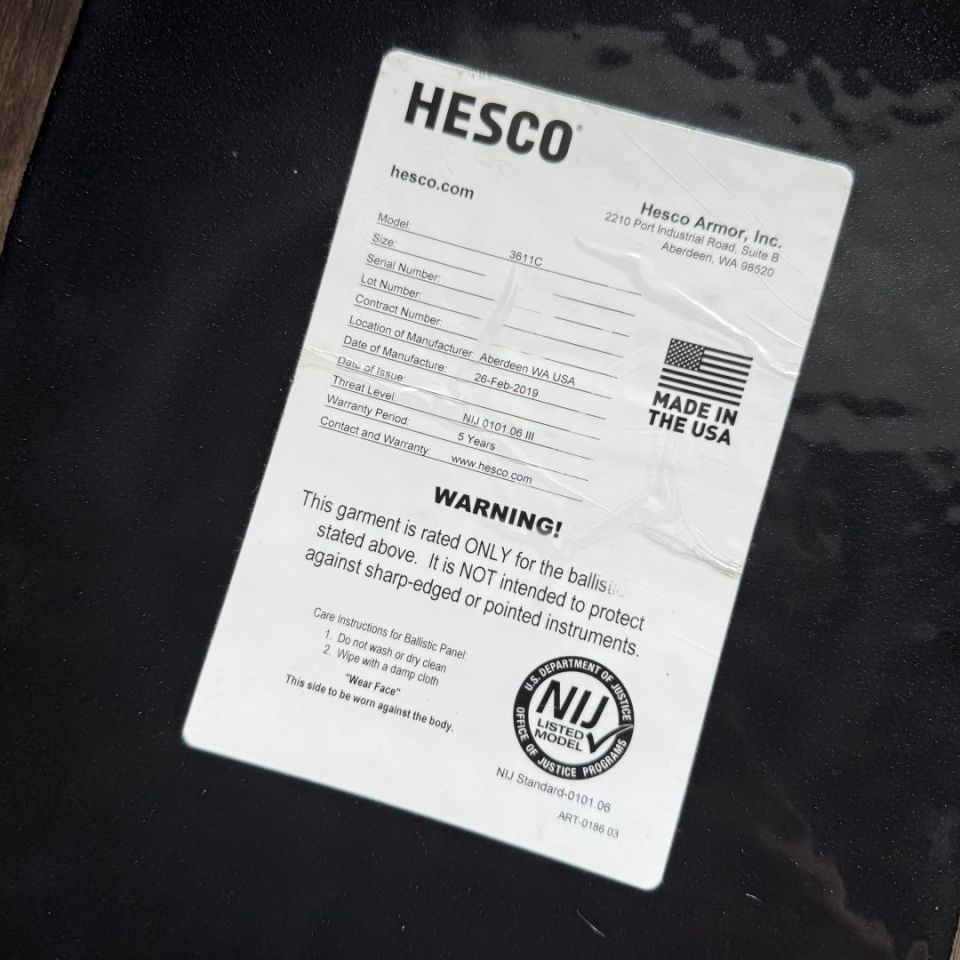 HESCO®
hesco.com
Hesco Armor, Inc.
2210 Port Industrial Road, Suite B
Aberdeen, WA 98520
Model: 3611C
Size:
Serial Number:
Lot Number:
Contract Number:
Location of Manufacturer: Aberdeen WA USA
Date of Manufacture: 26-Feb-2019
Date of Issue:
Threat Level: NIJ 0101.06 III
Warranty Period: 5 Years
Contact and Warranty: www.hesco.com
MADE IN
THE USA
WARNING!
This garment is rated ONLY for the ballistic
stated above. It is NOT intended to protect
against sharp-edged or pointed instruments.
Care Instructions for Ballistic Panel:
1. Do not wash or dry clean
2. Wipe with a damp cloth
"Wear Face"
This side to be worn against the body.
U.S. DEPARTMENT OF JUSTICE
NIJ
LISTED
MODEL
OFFICE OF JUSTICE PROGRAMS
NIJ Standard-0101.06
ART-0186 03